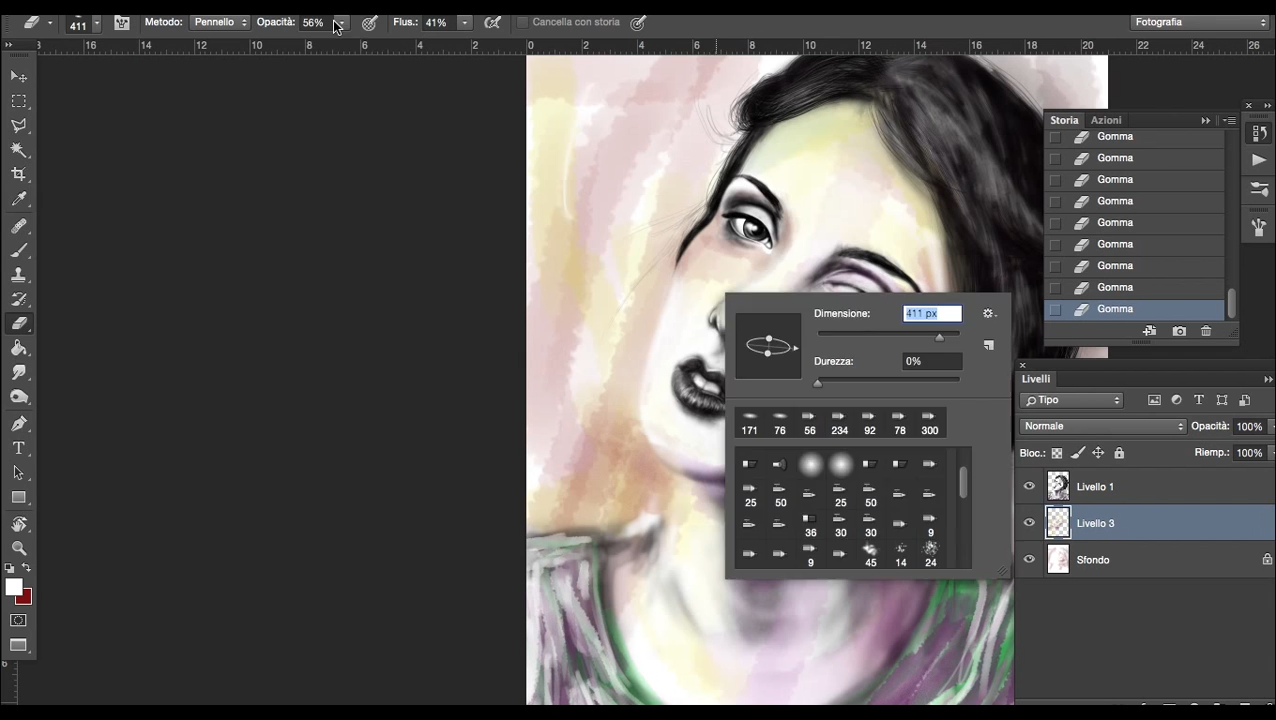 411 Metodo: Pennello Opacità: 56% Flus.: 41% Cancella con storia Fotografia
18 16 14 12 10 8 6 4 2 0 2 4 6 8 10 12 14 16 18 20 22 24 26
Storia Azioni
Gomma
Gomma
Gomma
Gomma
Gomma
Gomma
Gomma
Gomma
Gomma
Dimensione: 411 px
Durezza: 0%
171 76 56 234 92 78 300
25 50 25 50
36 30 30 9
9 45 14 24
Livelli
Tipo
Normale Opacità: 100%
Bloc.: Riemp.: 100%
Livello 1
Livello 3
Sfondo
6